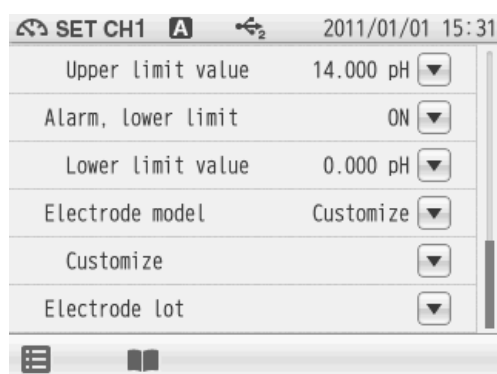 SET CH1 A 2 2011/01/01 15:31
Upper limit value 14.000 pH
Alarm, lower limit ON
Lower limit value 0.000 pH
Electrode model Customize
Customize
Electrode lot